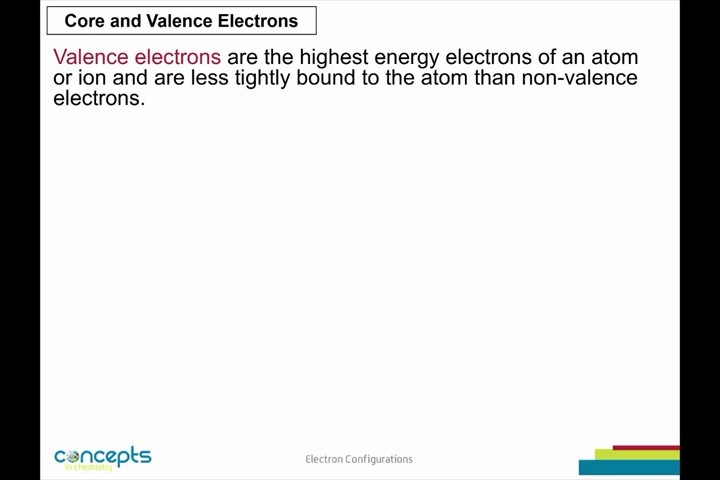 Core and Valence Electrons
Valence electrons are the highest energy electrons of an atom
or ion and are less tightly bound to the atom than non-valence
electrons.
concepts
in chemistry
Electron Configurations